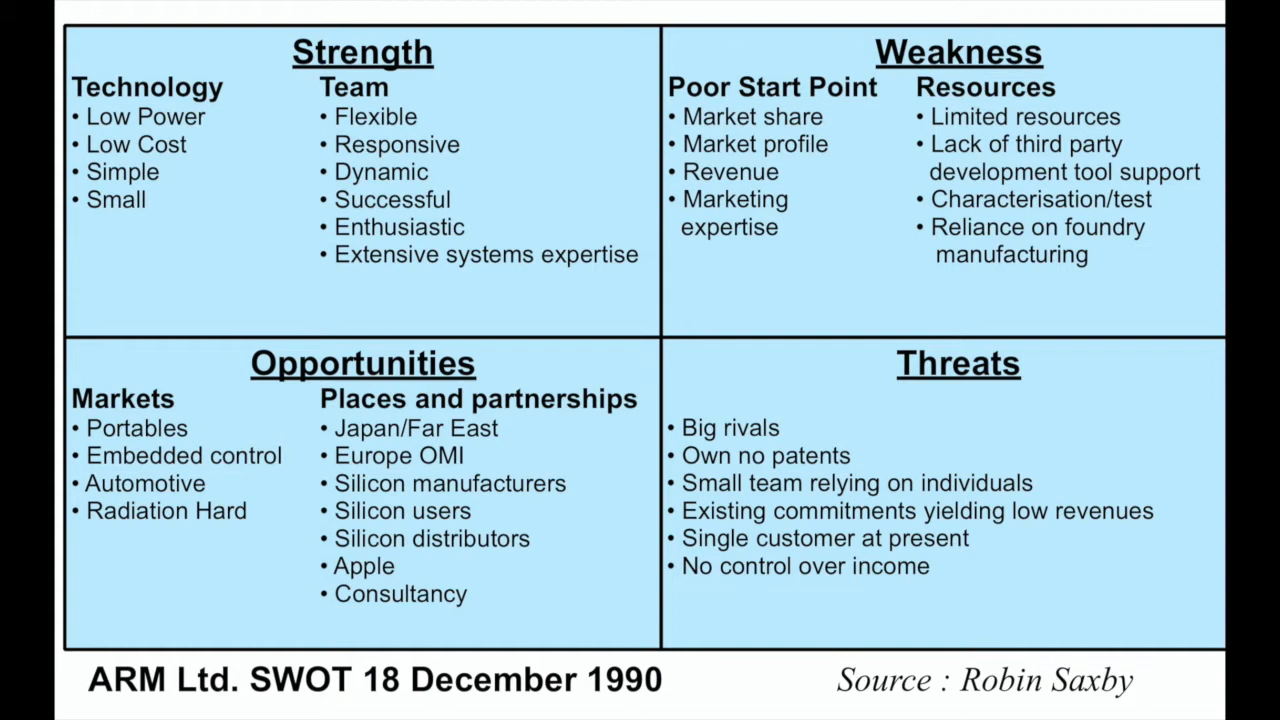 Strength
Technology
• Low Power
• Low Cost
• Simple
• Small
Team
• Flexible
• Responsive
• Dynamic
• Successful
• Enthusiastic
• Extensive systems expertise
Weakness
Poor Start Point
• Market share
• Market profile
• Revenue
• Marketing
expertise
Resources
• Limited resources
• Lack of third party
development tool support
• Characterisation/test
• Reliance on foundry
manufacturing
Opportunities
Markets
• Portables
• Embedded control
• Automotive
• Radiation Hard
Places and partnerships
• Japan/Far East
• Europe OMI
• Silicon manufacturers
• Silicon users
• Silicon distributors
• Apple
• Consultancy
Threats
• Big rivals
• Own no patents
• Small team relying on individuals
• Existing commitments yielding low revenues
• Single customer at present
• No control over income
ARM Ltd. SWOT 18 December 1990
Source : Robin Saxby